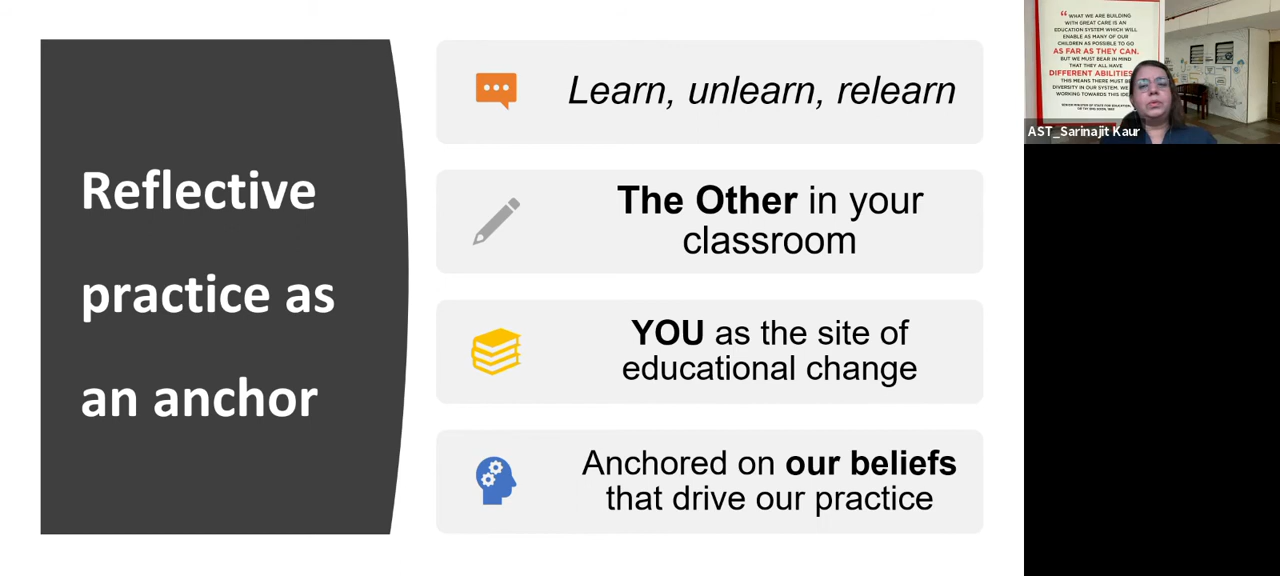 Reflective
practice as
an anchor
Learn, unlearn, relearn
The Other in your
classroom
YOU as the site of
educational change
Anchored on our beliefs
that drive our practice
“ WHAT WE ARE BUILDING
WITH GREAT CARE IS AN
EDUCATION SYSTEM WHICH WILL
ENABLE AS MANY OF OUR
CHILDREN AS POSSIBLE TO GO
AS FAR AS THEY CAN.
BUT WE MUST BEAR IN MIND
THAT THEY ALL HAVE
DIFFERENT ABILITIES
THIS MEANS THERE MUST BE
DIVERSITY IN OUR SYSTEM. WE
WORKING TOWARDS THIS
AST_Sarinajit Kaur